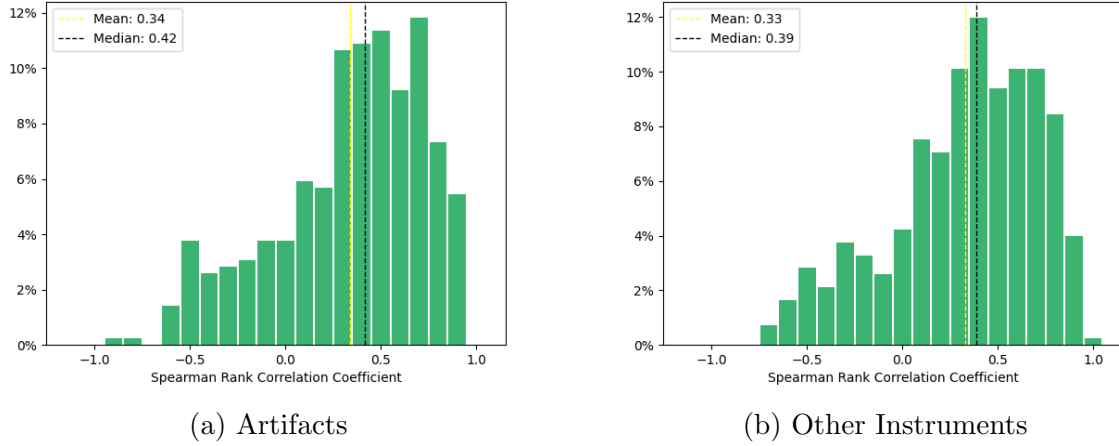 12%
10%
8%
6%
4%
2%
0%
Mean: 0.34
Median: 0.42
−1.0 −0.5 0.0 0.5 1.0
Spearman Rank Correlation Coefficient
(a) Artifacts
12%
10%
8%
6%
4%
2%
0%
Mean: 0.33
Median: 0.39
−1.0 −0.5 0.0 0.5 1.0
Spearman Rank Correlation Coefficient
(b) Other Instruments